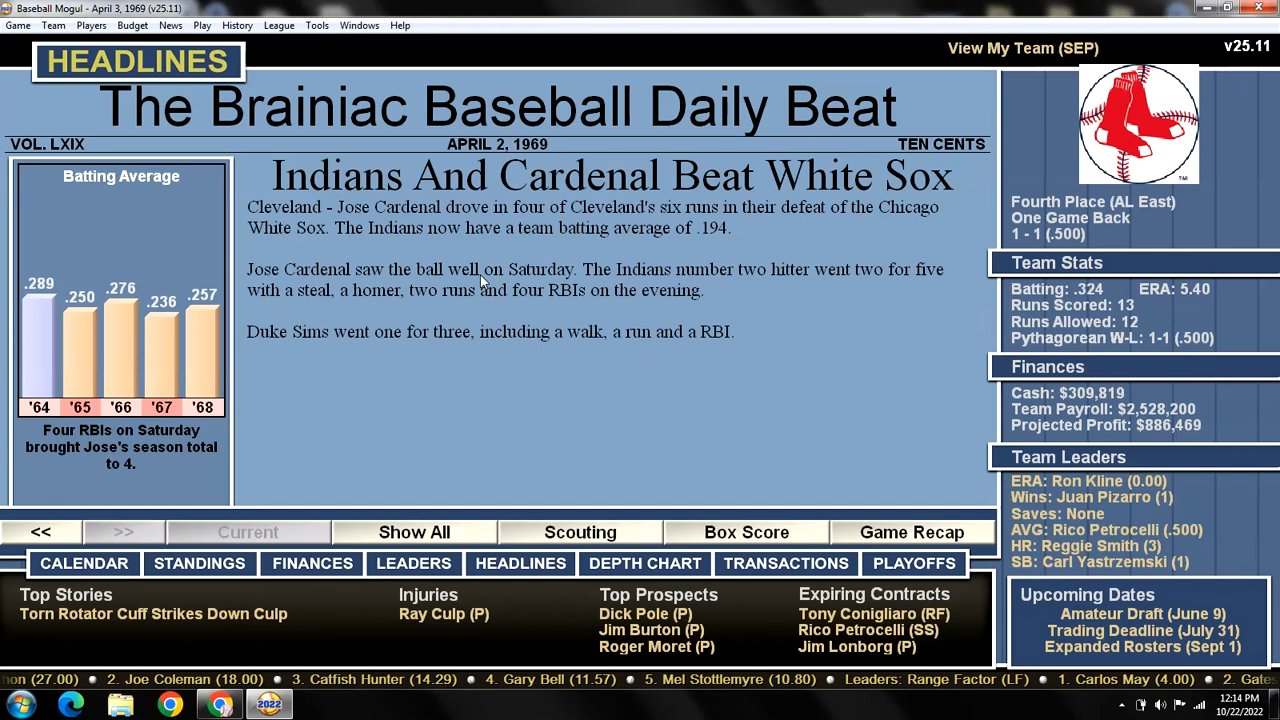 Baseball Mogul - April 3, 1969 (v25.11)
Game Team Players Budget News Play History League Tools Windows Help
HEADLINES
View My Team (SEP)
v25.11
The Brainiac Baseball Daily Beat
VOL. LXIX
APRIL 2, 1969
TEN CENTS
Batting Average
.289
.250
.276
.236
.257
'64 '65 '66 '67 '68
Four RBIs on Saturday
brought Jose's season total
to 4.
Indians And Cardenal Beat White Sox
Cleveland - Jose Cardenal drove in four of Cleveland's six runs in their defeat of the Chicago
White Sox. The Indians now have a team batting average of .194.
Jose Cardenal saw the ball well on Saturday. The Indians number two hitter went two for five
with a steal, a homer, two runs and four RBIs on the evening.
Duke Sims went one for three, including a walk, a run and a RBI.
Fourth Place (AL East)
One Game Back
1 - 1 (.500)
Team Stats
Batting: .324 ERA: 5.40
Runs Scored: 13
Runs Allowed: 12
Pythagorean W-L: 1-1 (.500)
Finances
Cash: $309,819
Team Payroll: $2,528,200
Projected Profit: $886,469
Team Leaders
ERA: Ron Kline (0.00)
Wins: Juan Pizarro (1)
Saves: None
AVG: Rico Petrocelli (.500)
HR: Reggie Smith (3)
SB: Carl Yastrzemski (1)
<< >> Current Show All Scouting Box Score Game Recap
CALENDAR STANDINGS FINANCES LEADERS HEADLINES DEPTH CHART TRANSACTIONS PLAYOFFS
Top Stories
Torn Rotator Cuff Strikes Down Culp
Injuries
Ray Culp (P)
Top Prospects
Dick Pole (P)
Jim Burton (P)
Roger Moret (P)
Expiring Contracts
Tony Conigliaro (RF)
Rico Petrocelli (SS)
Jim Lonborg (P)
Upcoming Dates
Amateur Draft (June 9)
Trading Deadline (July 31)
Expanded Rosters (Sept 1)
hon (27.00) • 2. Joe Coleman (18.00) • 3. Catfish Hunter (14.29) • 4. Gary Bell (11.57) • 5. Mel Stottlemyre (10.80) • Leaders: Range Factor (LF) • 1. Carlos May (4.00) • 2. Gate
2022
12:14 PM
10/22/2022